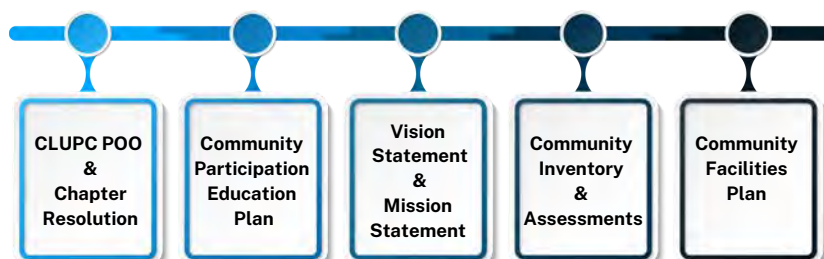 CLUPC POO
&
Chapter
Resolution
Community
Participation
Education
Plan
Vision
Statement
&
Mission
Statement
Community
Inventory
&
Assessments
Community
Facilities
Plan